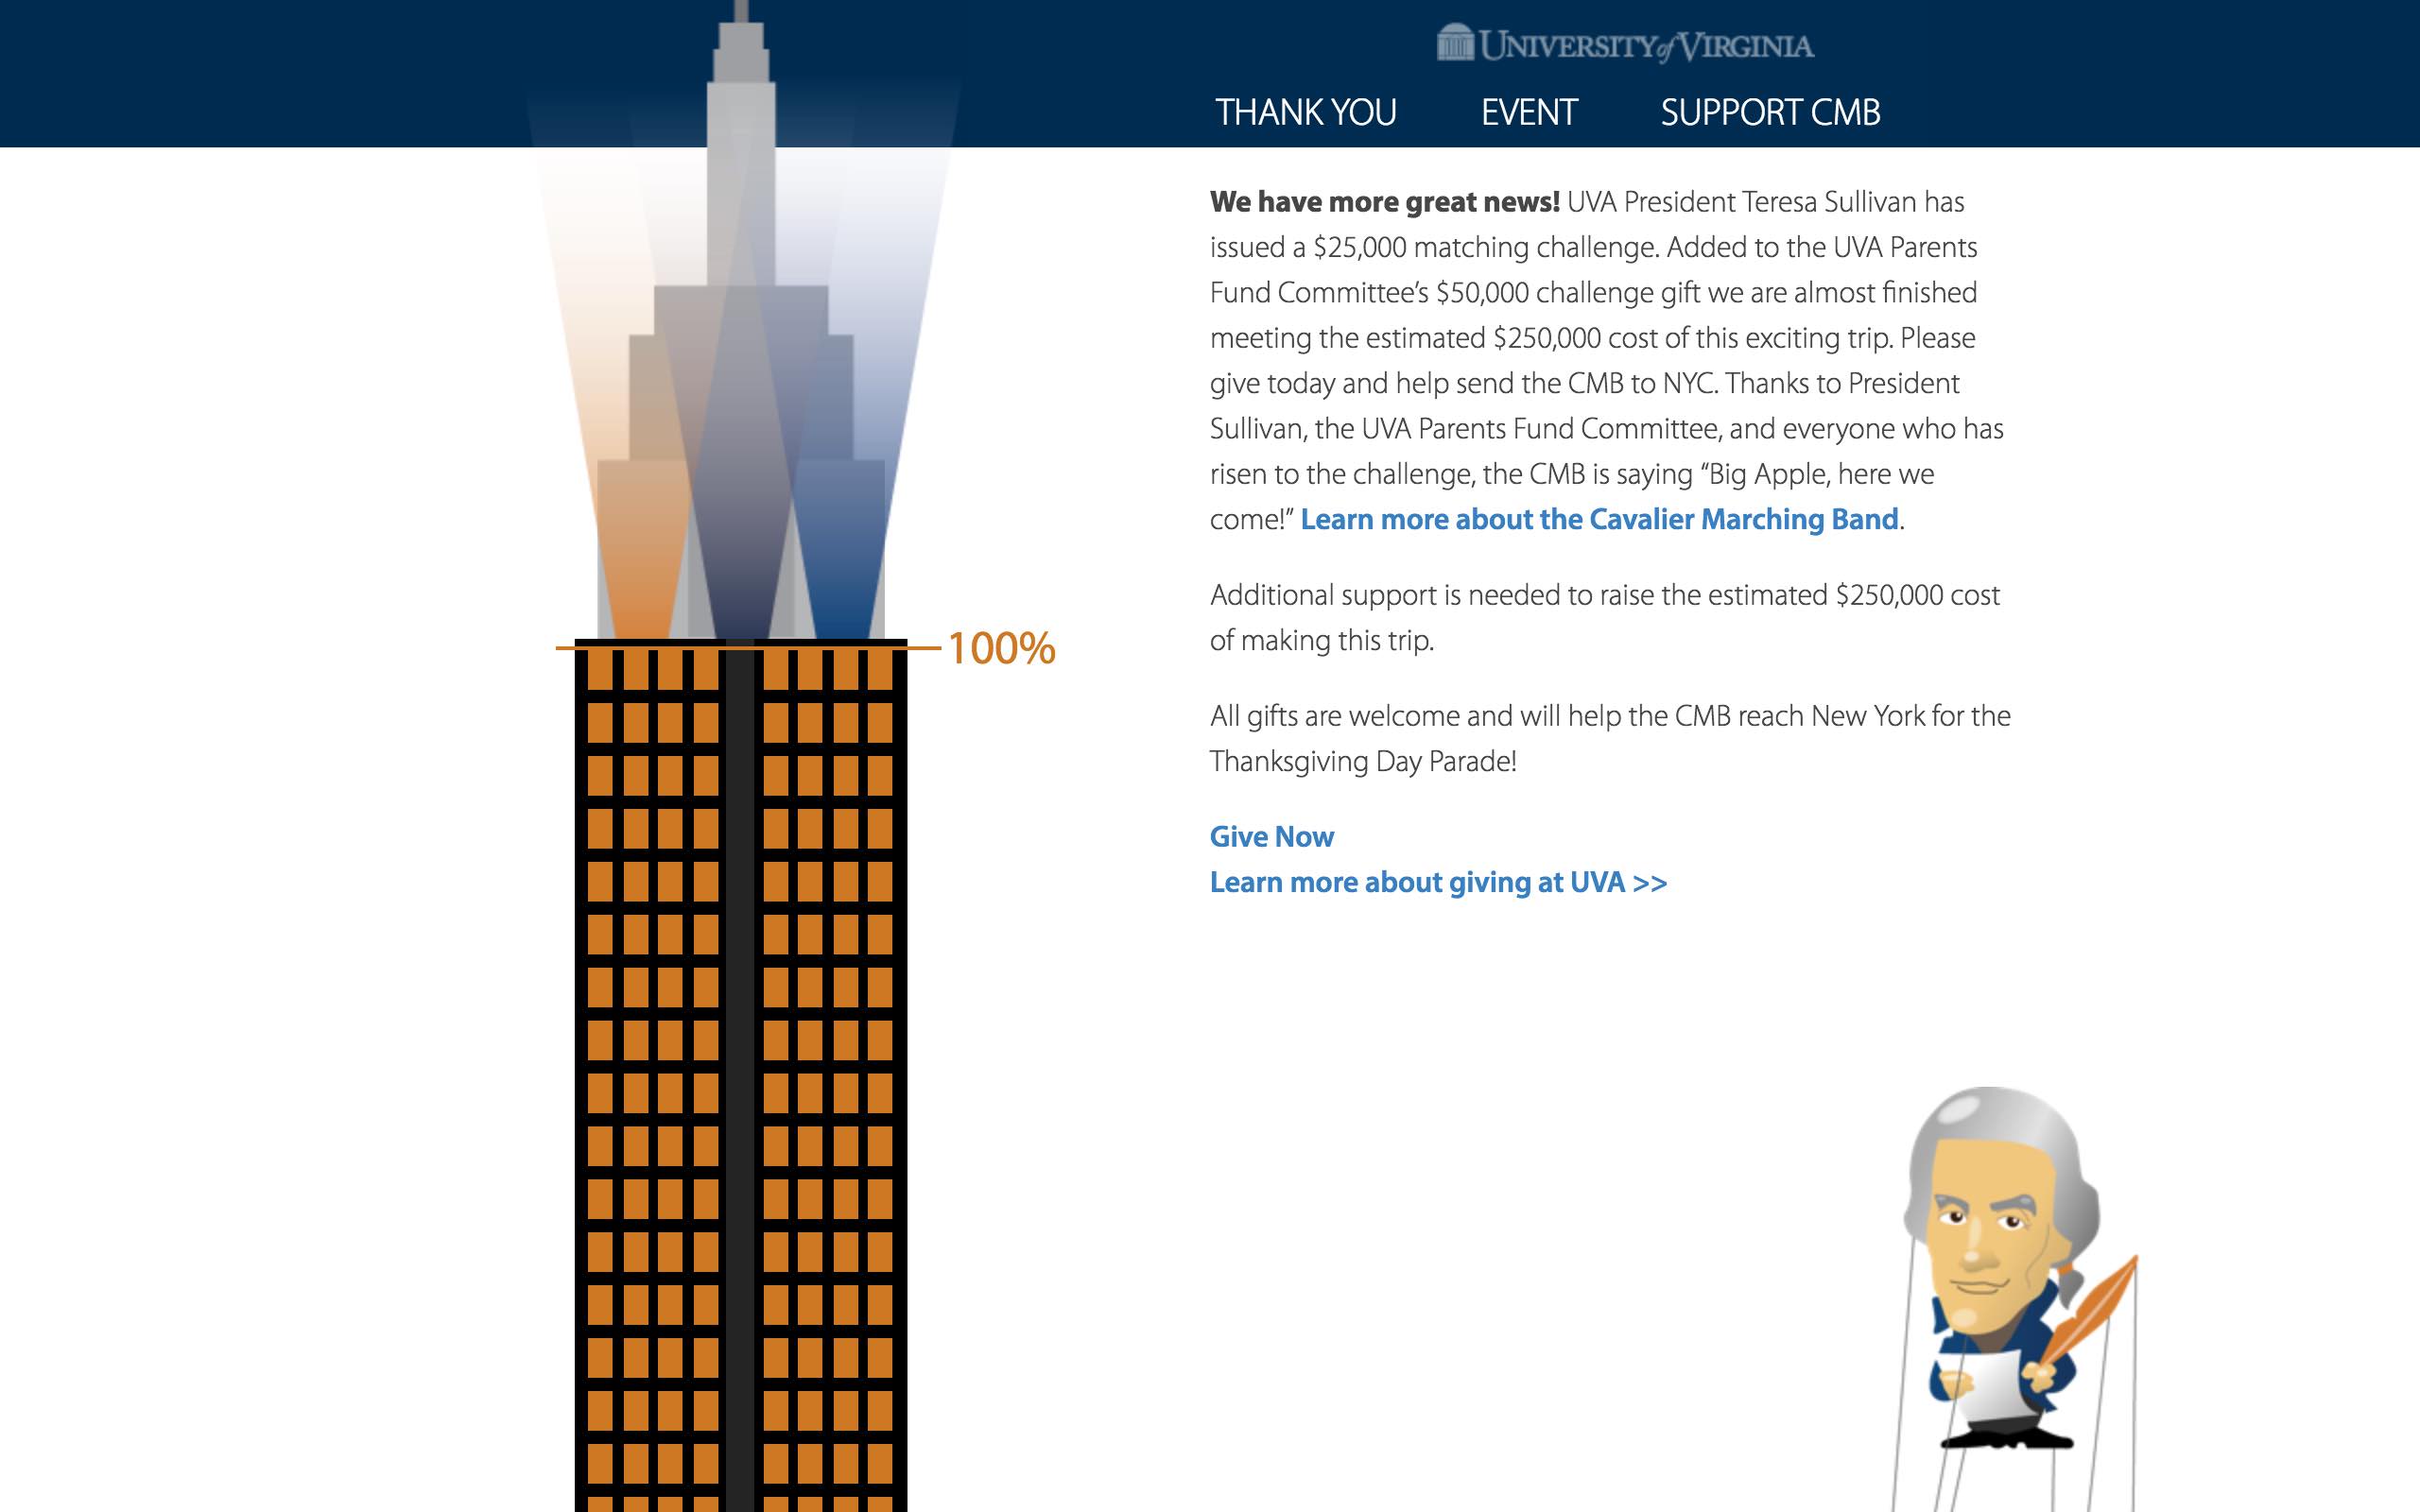 UNIVERSITY of VIRGINIA
THANK YOU EVENT SUPPORT CMB
We have more great news! UVA President Teresa Sullivan has
issued a $25,000 matching challenge. Added to the UVA Parents
Fund Committee’s $50,000 challenge gift we are almost finished
meeting the estimated $250,000 cost of this exciting trip. Please
give today and help send the CMB to NYC. Thanks to President
Sullivan, the UVA Parents Fund Committee, and everyone who has
risen to the challenge, the CMB is saying “Big Apple, here we
come!” Learn more about the Cavalier Marching Band.
Additional support is needed to raise the estimated $250,000 cost
of making this trip.
All gifts are welcome and will help the CMB reach New York for the
Thanksgiving Day Parade!
Give Now
Learn more about giving at UVA >>
100%